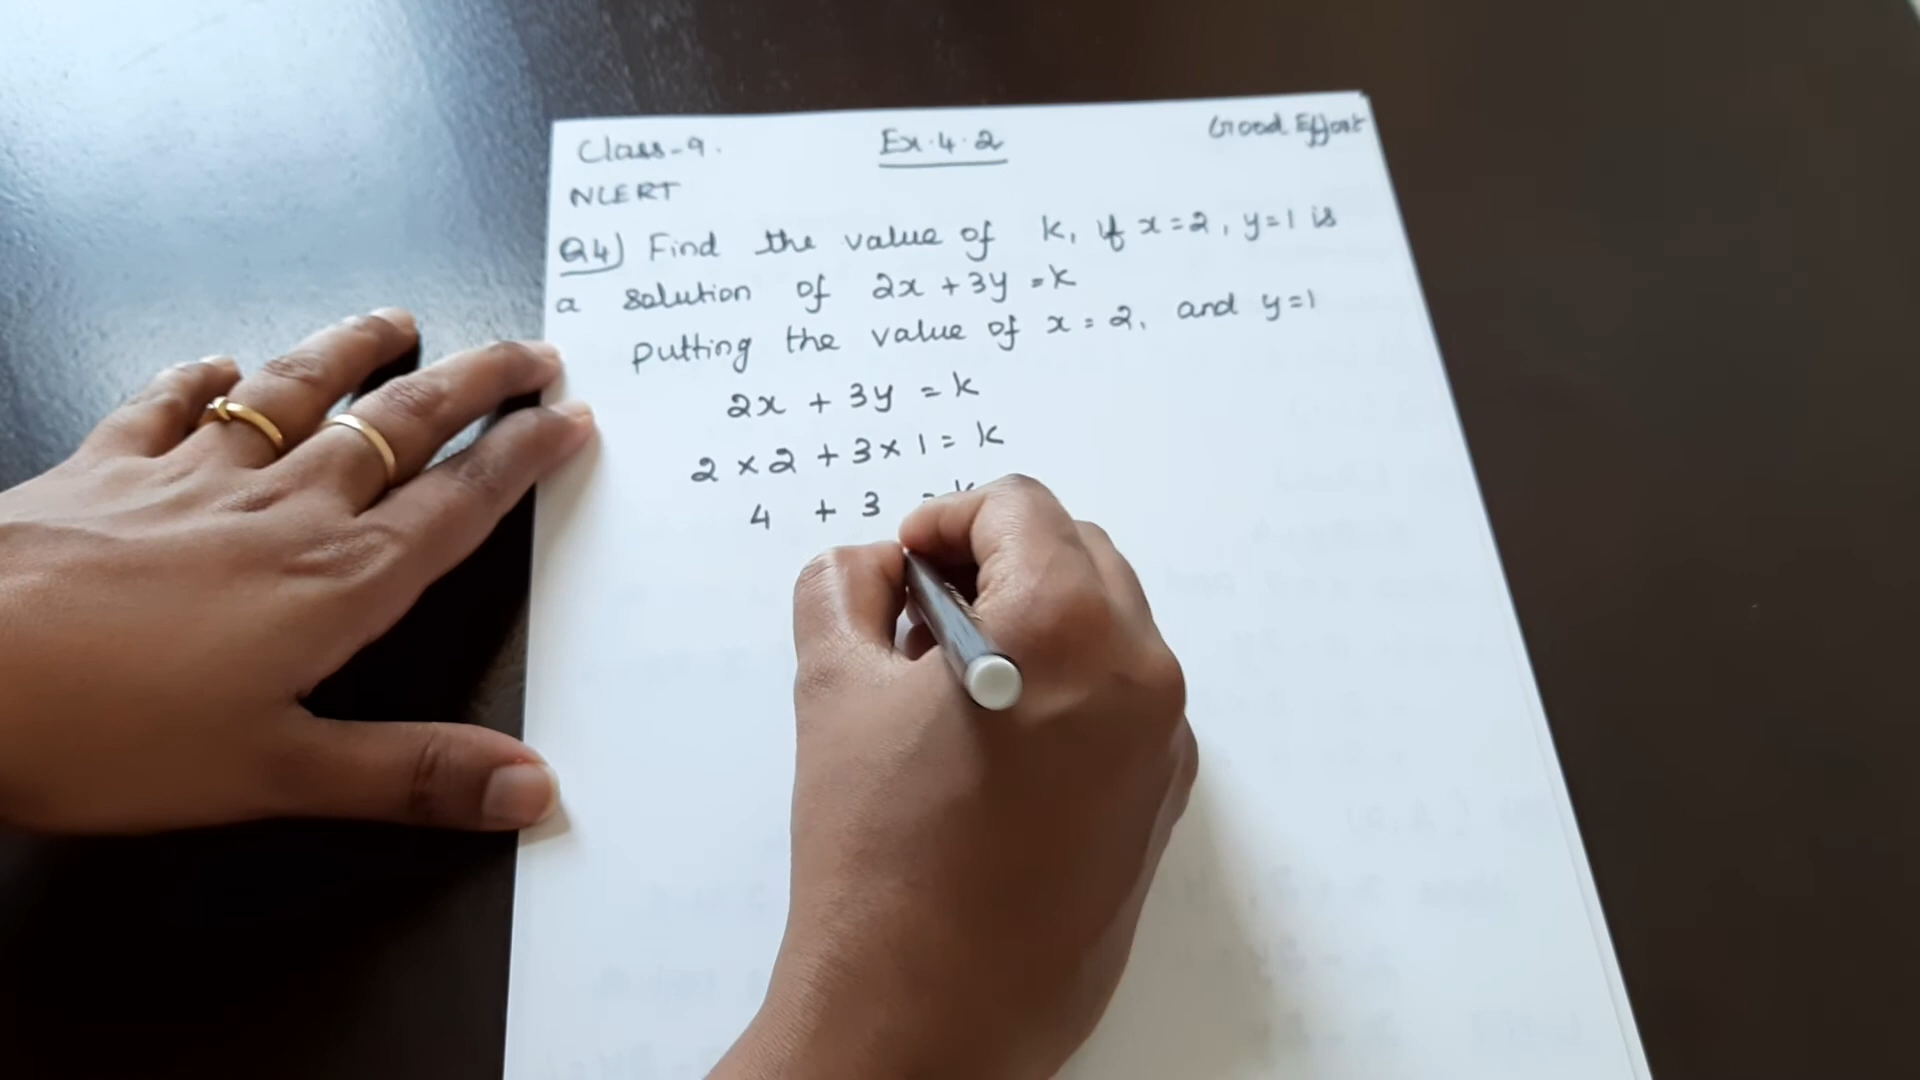 Class-9. Ex.4.2 Good Effort
NCERT
Q4) Find the value of k, if x=2, y=1 is
a solution of 2x +3y =k
putting the value of x = 2, and y=1
2x + 3y = k
2 × 2 + 3 × 1 = k
4 + 3 = k